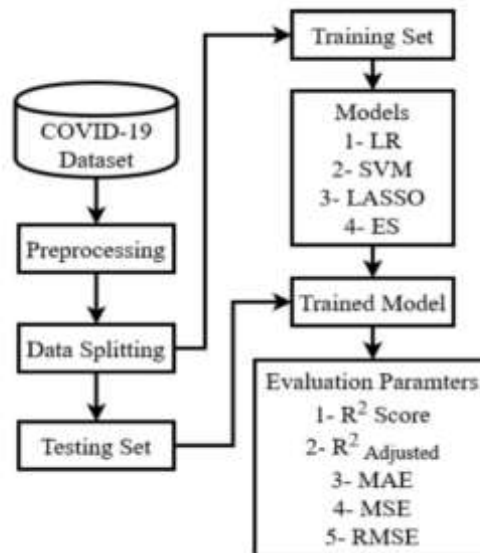 COVID-19
Dataset
Preprocessing
Data Splitting
Testing Set
Training Set
Models
1- LR
2- SVM
3- LASSO
4- ES
Trained Model
Evaluation Paramters
1- R² Score
2- R² Adjusted
3- MAE
4- MSE
5- RMSE